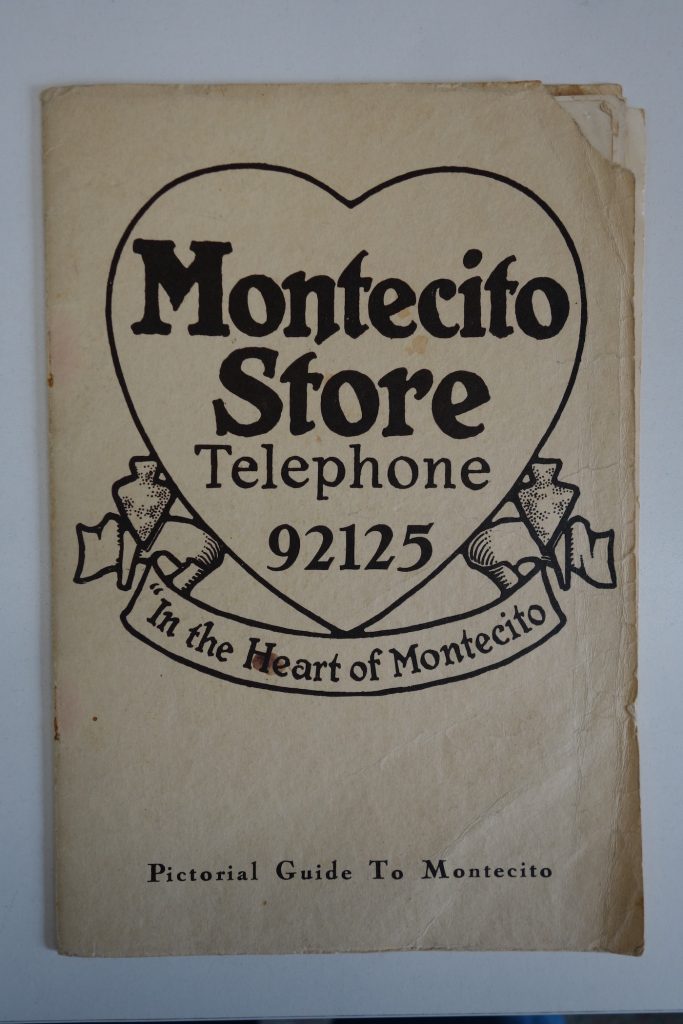 Montecito
Store
Telephone
92125
"In the Heart of Montecito
Pictorial Guide To Montecito